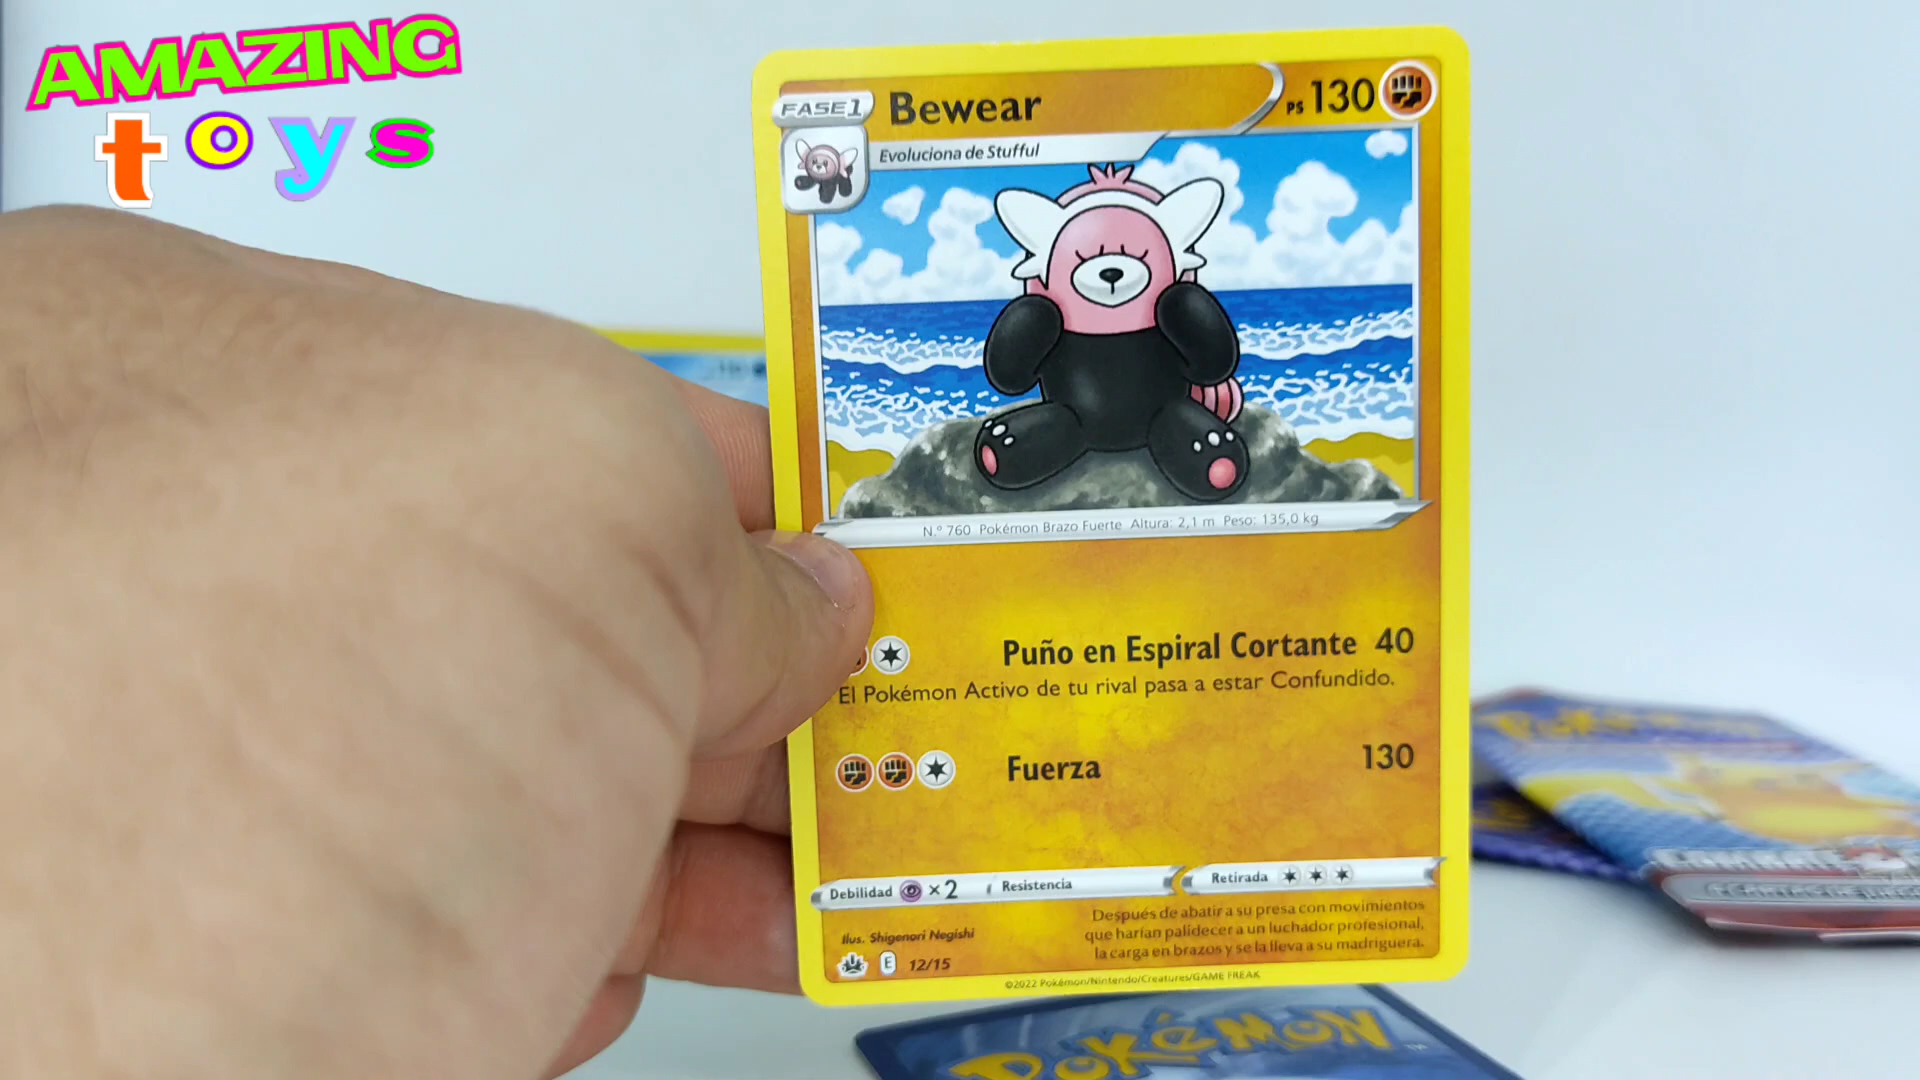 AMAZING
toys
FASE 1 Bewear PS 130
Evoluciona de Stufful
N.º 760 Pokémon Brazo Fuerte Altura: 2,1 m Peso: 135,0 kg
Puño en Espiral Cortante 40
El Pokémon Activo de tu rival pasa a estar Confundido.
Fuerza 130
Debilidad ×2 Resistencia Retirada
Ilus. Shigenori Negishi
Después de abatir a su presa con movimientos
que harían palidecer a un luchador profesional,
la carga en brazos y se la lleva a su madriguera.
E 12/15
©2022 Pokémon/Nintendo/Creatures/GAME FREAK
Pokémon
POKÉMON